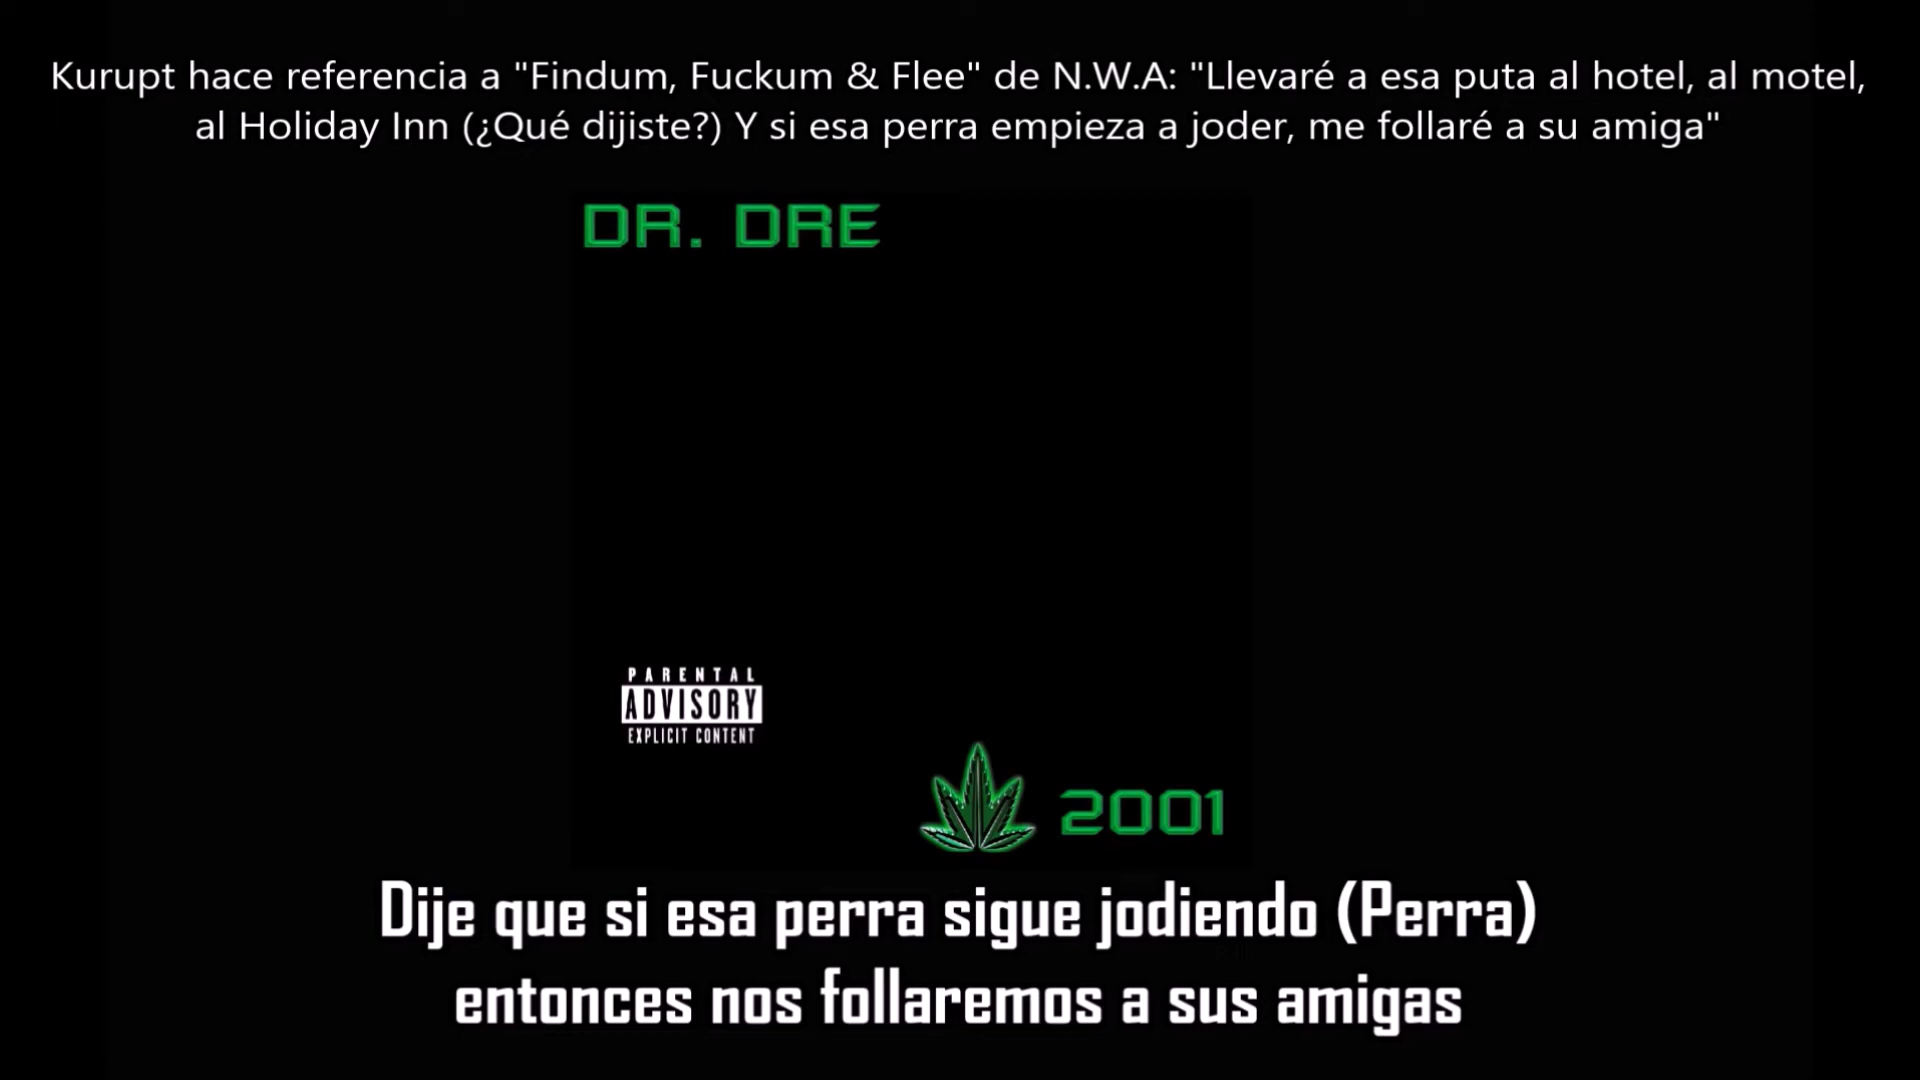 Kurupt hace referencia a "Findum, Fuckum & Flee" de N.W.A: "Llevaré a esa puta al hotel, al motel,
al Holiday Inn (¿Qué dijiste?) Y si esa perra empieza a joder, me follaré a su amiga"
DR. DRE
PARENTAL
ADVISORY
EXPLICIT CONTENT
2001
Dije que si esa perra sigue jodiendo (Perra)
entonces nos follaremos a sus amigas